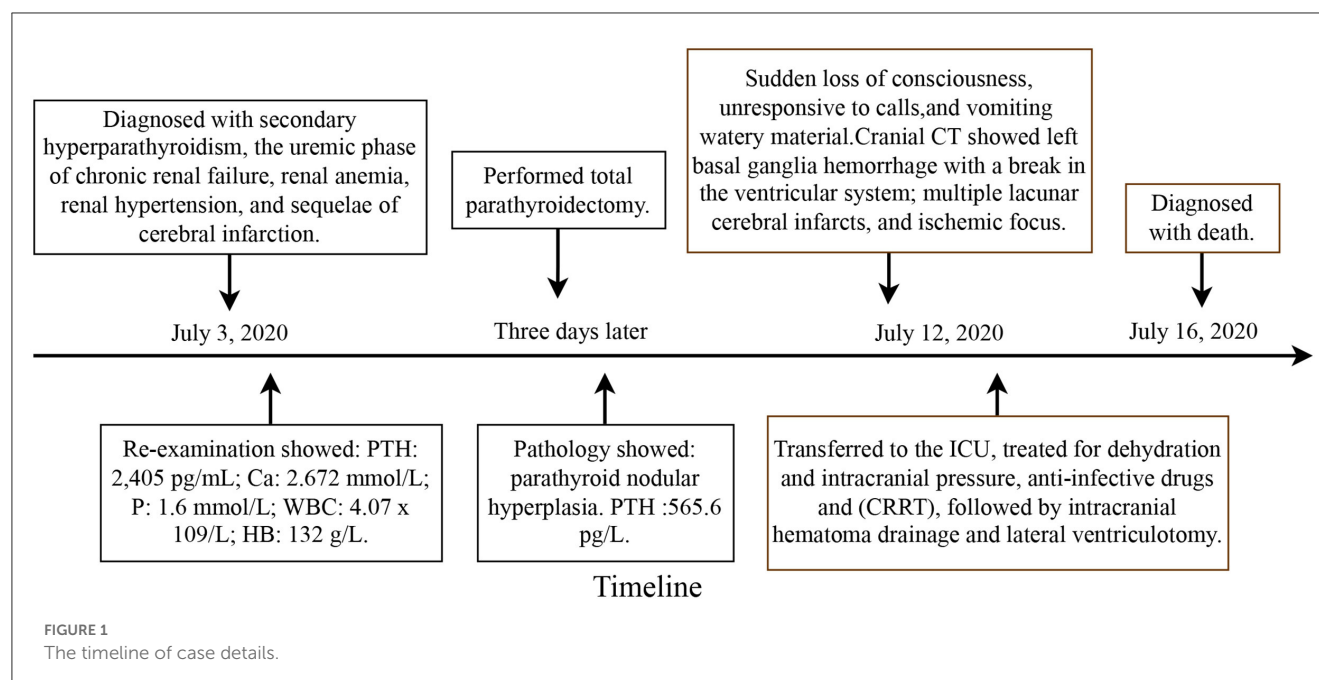 Diagnosed with secondary
hyperparathyroidism, the uremic phase
of chronic renal failure, renal anemia,
renal hypertension, and sequelae of
cerebral infarction.
Performed total
parathyroidectomy.
Sudden loss of consciousness,
unresponsive to calls,and vomiting
watery material.Cranial CT showed left
basal ganglia hemorrhage with a break in
the ventricular system; multiple lacunar
cerebral infarcts, and ischemic focus.
Diagnosed
with death.
July 3, 2020
Three days later
July 12, 2020
July 16, 2020
Re-examination showed: PTH:
2,405 pg/mL; Ca: 2.672 mmol/L;
P: 1.6 mmol/L; WBC: 4.07 x
109/L; HB: 132 g/L.
Pathology showed:
parathyroid nodular
hyperplasia. PTH :565.6
pg/L.
Transferred to the ICU, treated for dehydration
and intracranial pressure, anti-infective drugs
and (CRRT), followed by intracranial
hematoma drainage and lateral ventriculotomy.
Timeline
FIGURE 1
The timeline of case details.